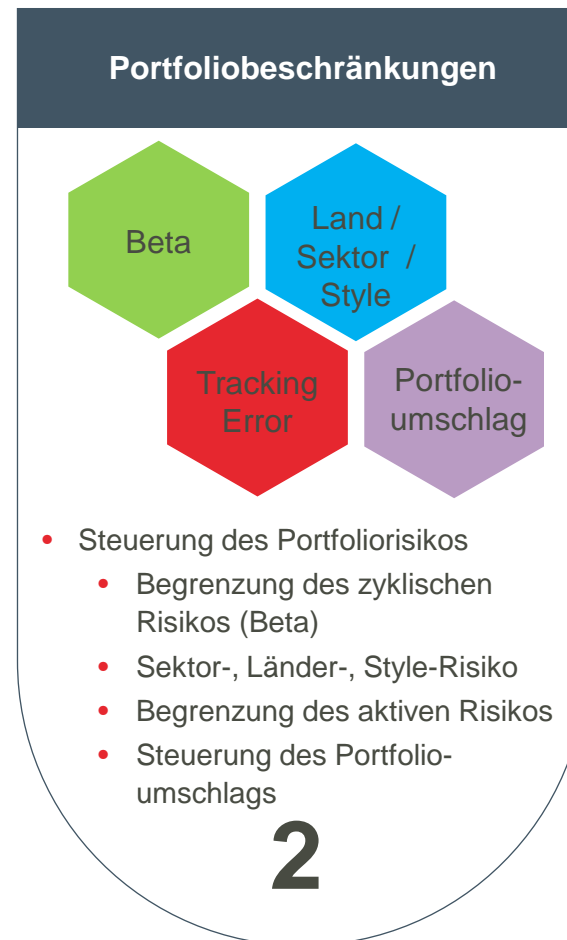 Portfoliobeschränkungen
Beta
Land /
Sektor /
Style
Tracking
Error
Portfolio-
umschlag
• Steuerung des Portfoliorisikos
• Begrenzung des zyklischen
Risikos (Beta)
• Sektor-, Länder-, Style-Risiko
• Begrenzung des aktiven Risikos
• Steuerung des Portfolio-
umschlags
2